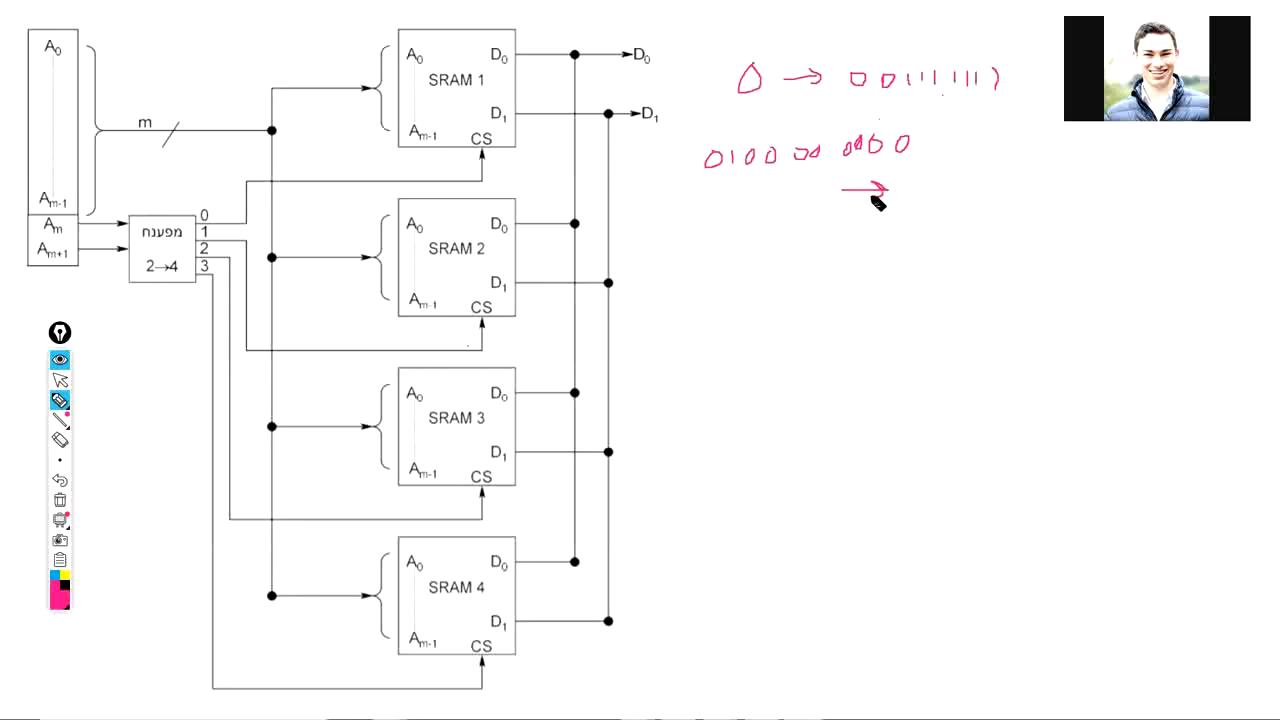 A0
Am-1
Am
Am+1
m
מפענח
2→4
0
1
2
3
A0 D0
SRAM 1
D1
Am-1
CS
D0
D1
A0 D0
SRAM 2
D1
Am-1
CS
A0 D0
SRAM 3
D1
Am-1
CS
A0 D0
SRAM 4
D1
Am-1
CS
0 →